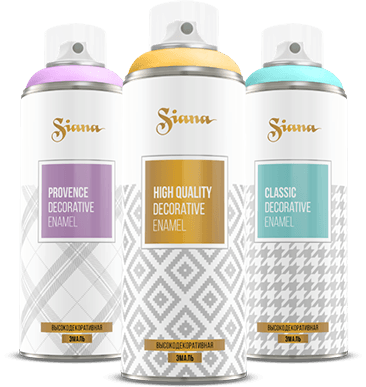 Siana
PROVENCE
DECORATIVE
ENAMEL
ВЫСОКОДЕКОРАТИВНАЯ
ЭМАЛЬ
Siana
HIGH QUALITY
DECORATIVE
ENAMEL
ВЫСОКОДЕКОРАТИВНАЯ
ЭМАЛЬ
Siana
CLASSIC
DECORATIVE
ENAMEL
ВЫСОКОДЕКОРАТИВНАЯ
ЭМАЛЬ